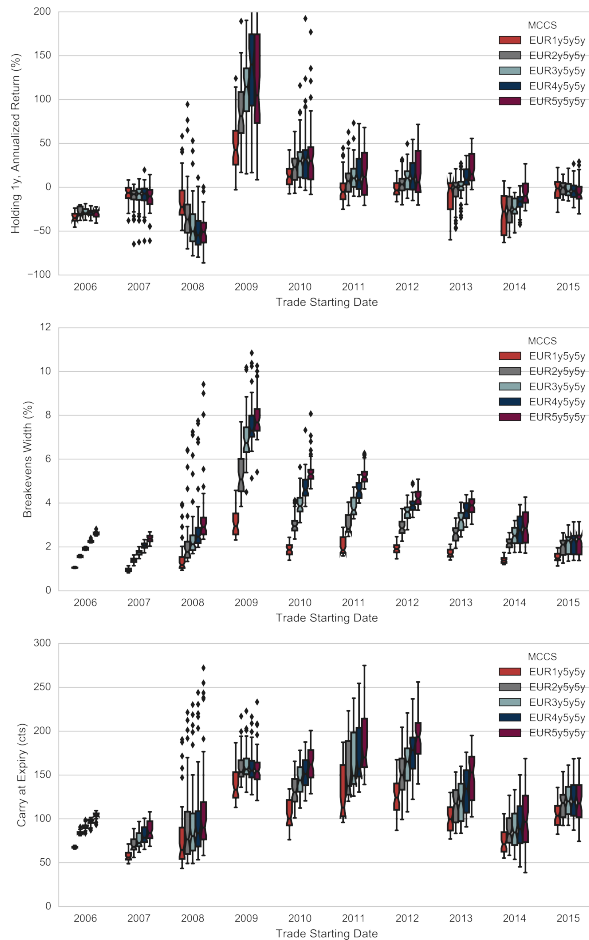 Holding 1y, Annualized Return (%)
200
150
100
50
0
−50
−100
MCCS
EUR1y5y5y
EUR2y5y5y
EUR3y5y5y
EUR4y5y5y
EUR5y5y5y
2006 2007 2008 2009 2010 2011 2012 2013 2014 2015
Trade Starting Date
Breakevens Width (%)
12
10
8
6
4
2
0
MCCS
EUR1y5y5y
EUR2y5y5y
EUR3y5y5y
EUR4y5y5y
EUR5y5y5y
2006 2007 2008 2009 2010 2011 2012 2013 2014 2015
Trade Starting Date
Carry at Expiry (cts)
300
250
200
150
100
50
0
MCCS
EUR1y5y5y
EUR2y5y5y
EUR3y5y5y
EUR4y5y5y
EUR5y5y5y
2006 2007 2008 2009 2010 2011 2012 2013 2014 2015
Trade Starting Date